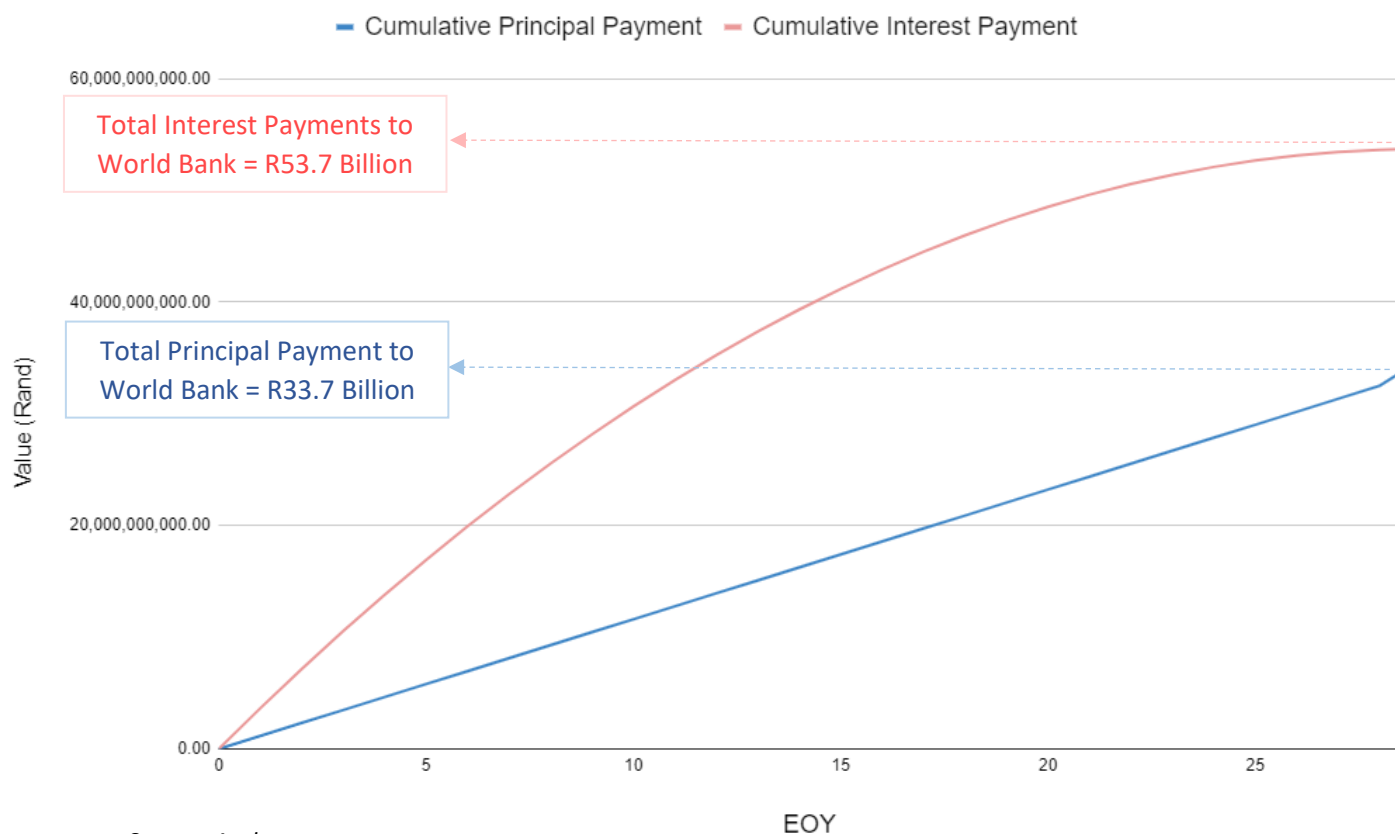 Cumulative Principal Payment Cumulative Interest Payment
60,000,000,000.00
Total Interest Payments to
World Bank = R53.7 Billion
40,000,000,000.00
Total Principal Payment to
World Bank = R33.7 Billion
Value (Rand)
20,000,000,000.00
0.00
0 5 10 15 20 25
EOY